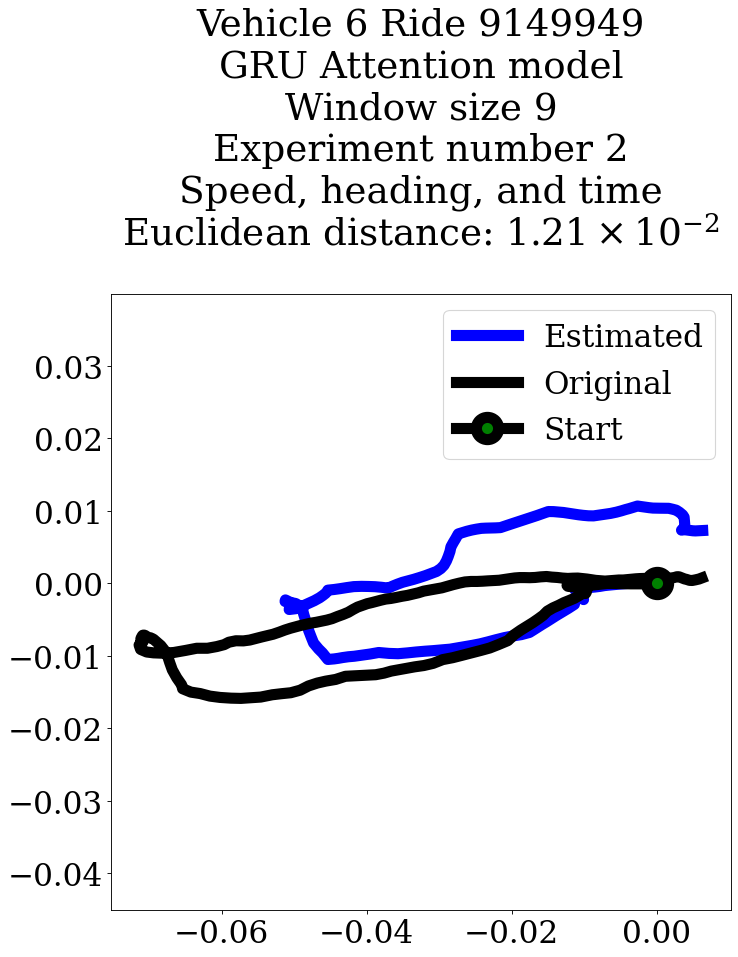 Vehicle 6 Ride 9149949
GRU Attention model
Window size 9
Experiment number 2
Speed, heading, and time
Euclidean distance: 1.21 × 10⁻²
Estimated
Original
Start
0.03
0.02
0.01
0.00
−0.01
−0.02
−0.03
−0.04
−0.06
−0.04
−0.02
0.00